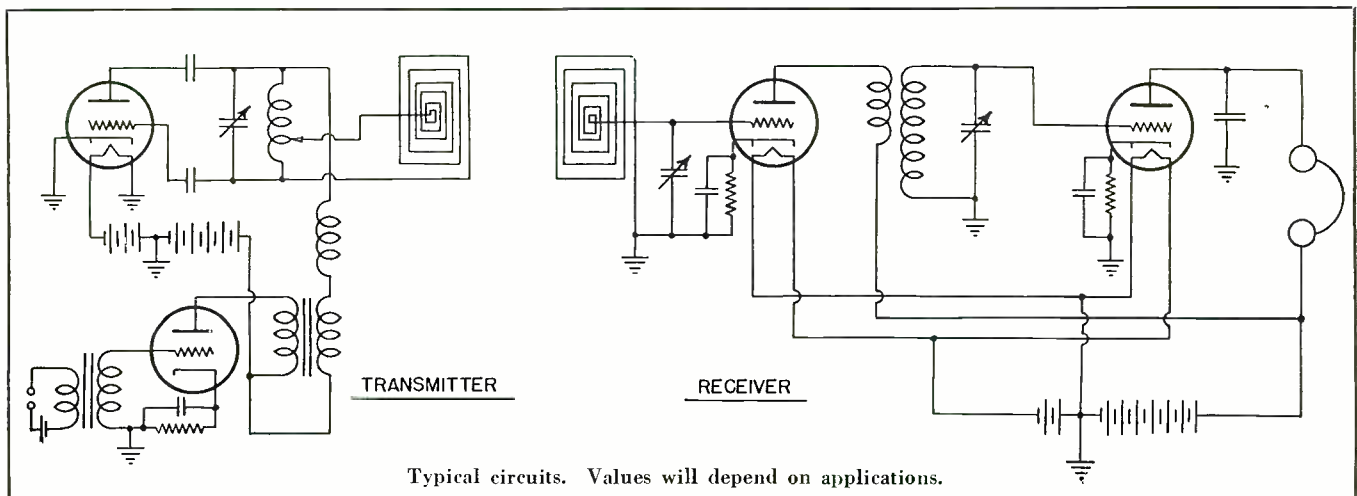 TRANSMITTER
RECEIVER
Typical circuits. Values will depend on applications.